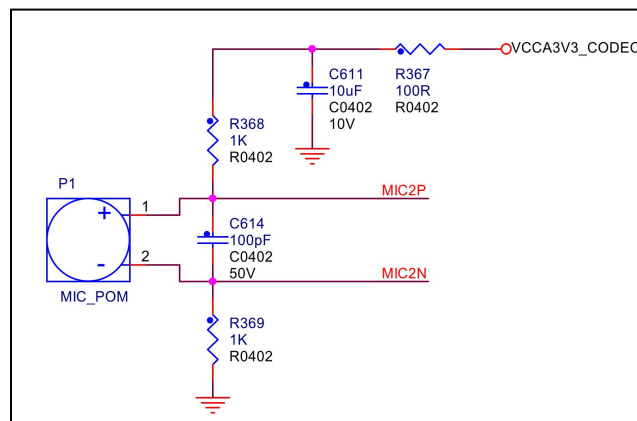 VCCA3V3_CODEC
C611
10uF
C0402
10V
R367
100R
R0402
R368
1K
R0402
P1
1
+
MIC2P
C614
100pF
C0402
50V
2
-
MIC2N
MIC_POM
R369
1K
R0402